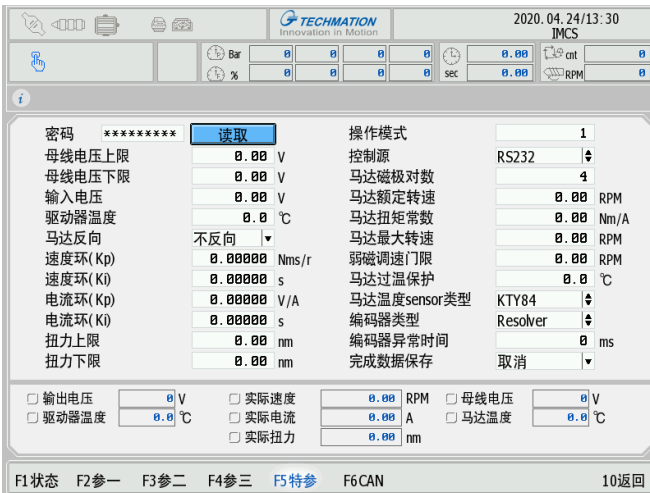 TECHMATION
Innovation in Motion
2020.04.24/13:30
IMCS
Bar 0 0 0 0 0.00 cnt 0
% 0 0 0 0 sec 0.00 RPM 0
i
密码 ********* 读取 操作模式 1
母线电压上限 0.00 V 控制源 RS232
母线电压下限 0.00 V 马达磁极对数 4
输入电压 0.00 V 马达额定转速 0.00 RPM
驱动器温度 0.0 ℃ 马达扭矩常数 0.00 Nm/A
马达反向 不反向 马达最大转速 0.00 RPM
速度环(Kp) 0.00000 Nms/r 弱磁调速门限 0.00 RPM
速度环(Ki) 0.00000 s 马达过温保护 0.0 ℃
电流环(Kp) 0.00000 V/A 马达温度sensor类型 KTY84
电流环(Ki) 0.00000 s 编码器类型 Resolver
扭力上限 0.00 nm 编码器异常时间 0 ms
扭力下限 0.00 nm 完成数据保存 取消
输出电压 0 V 实际速度 0.00 RPM 母线电压 0 V
驱动器温度 0.0 ℃ 实际电流 0.00 A 马达温度 0.0 ℃
实际扭力 0.00 nm
F1状态 F2参一 F3参二 F4参三 F5特参 F6CAN 10返回